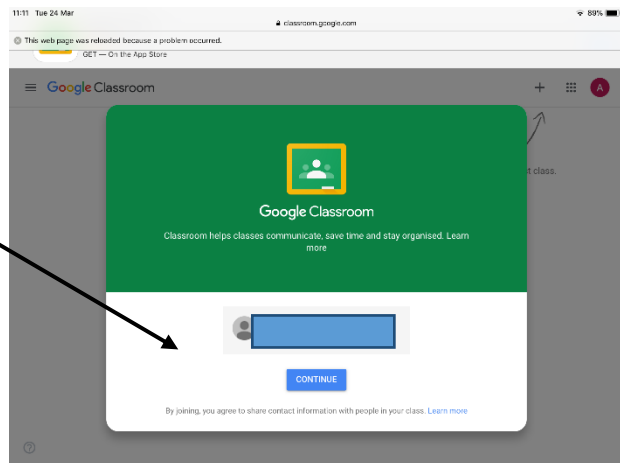 11:11 Tue 24 Mar
classroom.google.com
89%
This web page was reloaded because a problem occurred.
GET — On the App Store
Google Classroom
+
A
t class.
Google Classroom
Classroom helps classes communicate, save time and stay organised. Learn
more
CONTINUE
By joining, you agree to share contact information with people in your class. Learn more
?